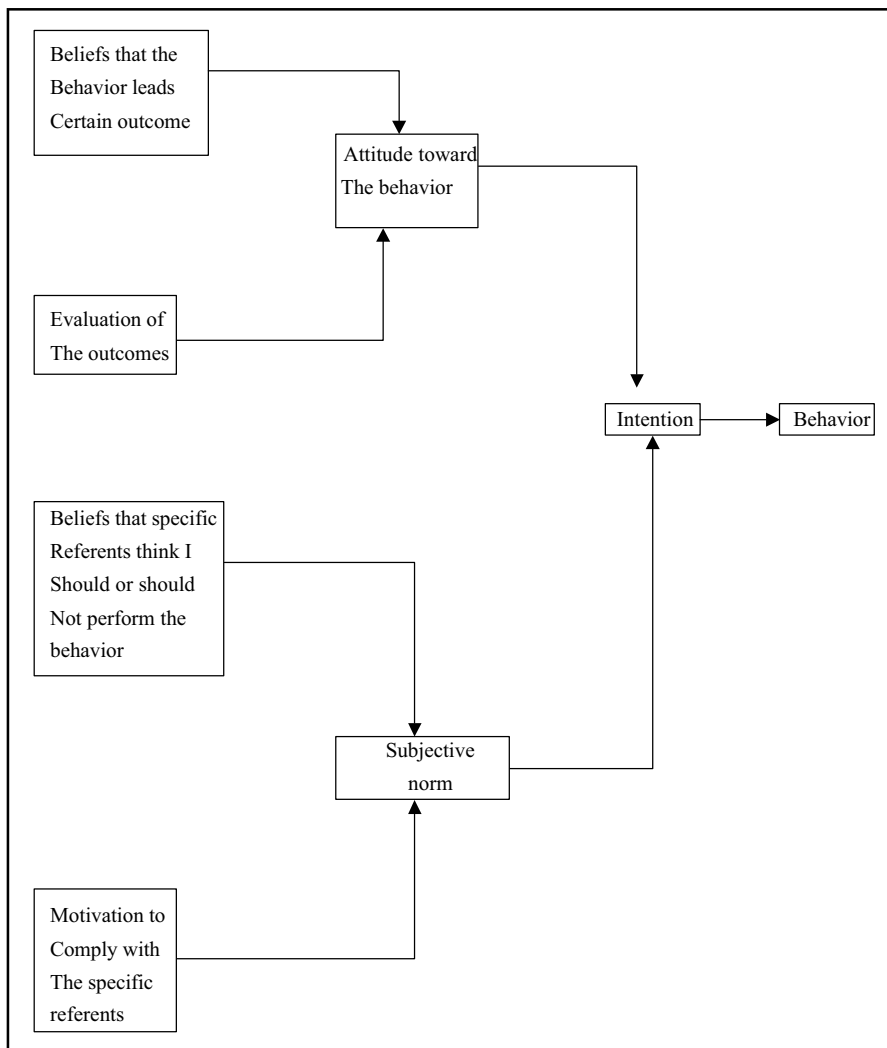 Beliefs that the
Behavior leads
Certain outcome
Attitude toward
The behavior
Evaluation of
The outcomes
Intention
Behavior
Beliefs that specific
Referents think I
Should or should
Not perform the
behavior
Subjective
norm
Motivation to
Comply with
The specific
referents